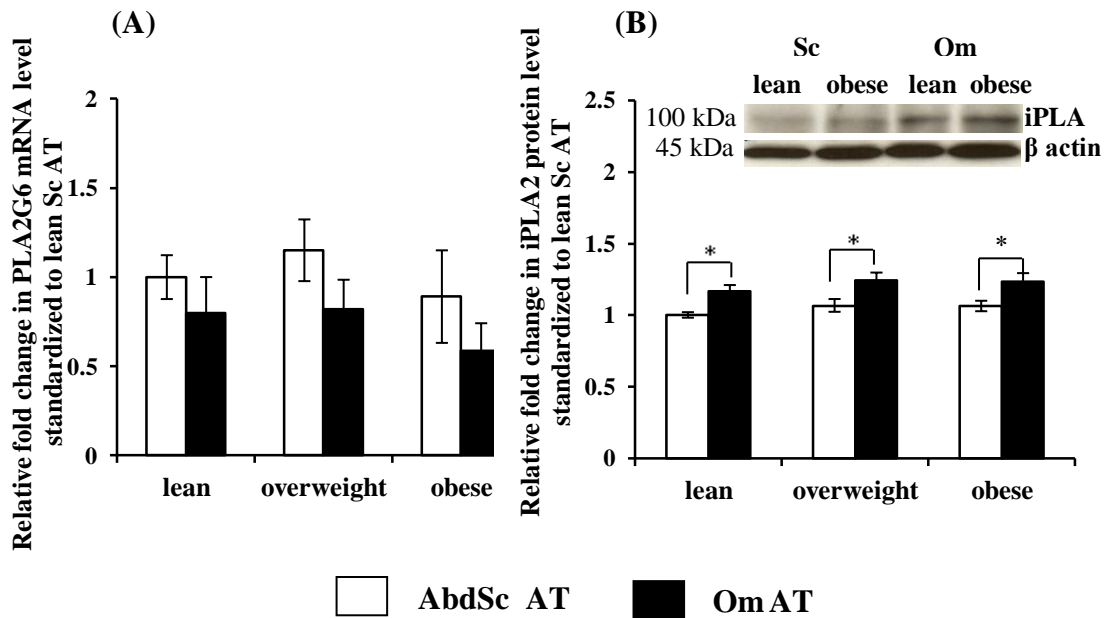 (A)
Relative fold change in PLA2G6 mRNA level
standardized to lean Sc AT
2
1.5
1
0.5
0
lean overweight obese
(B)
Relative fold change in iPLA2 protein level
standardized to lean Sc AT
Sc Om
lean obese lean obese
100 kDa iPLA
45 kDa β actin
2.5
2
1.5
1
0.5
0
* * *
lean overweight obese
AbdSc AT Om AT